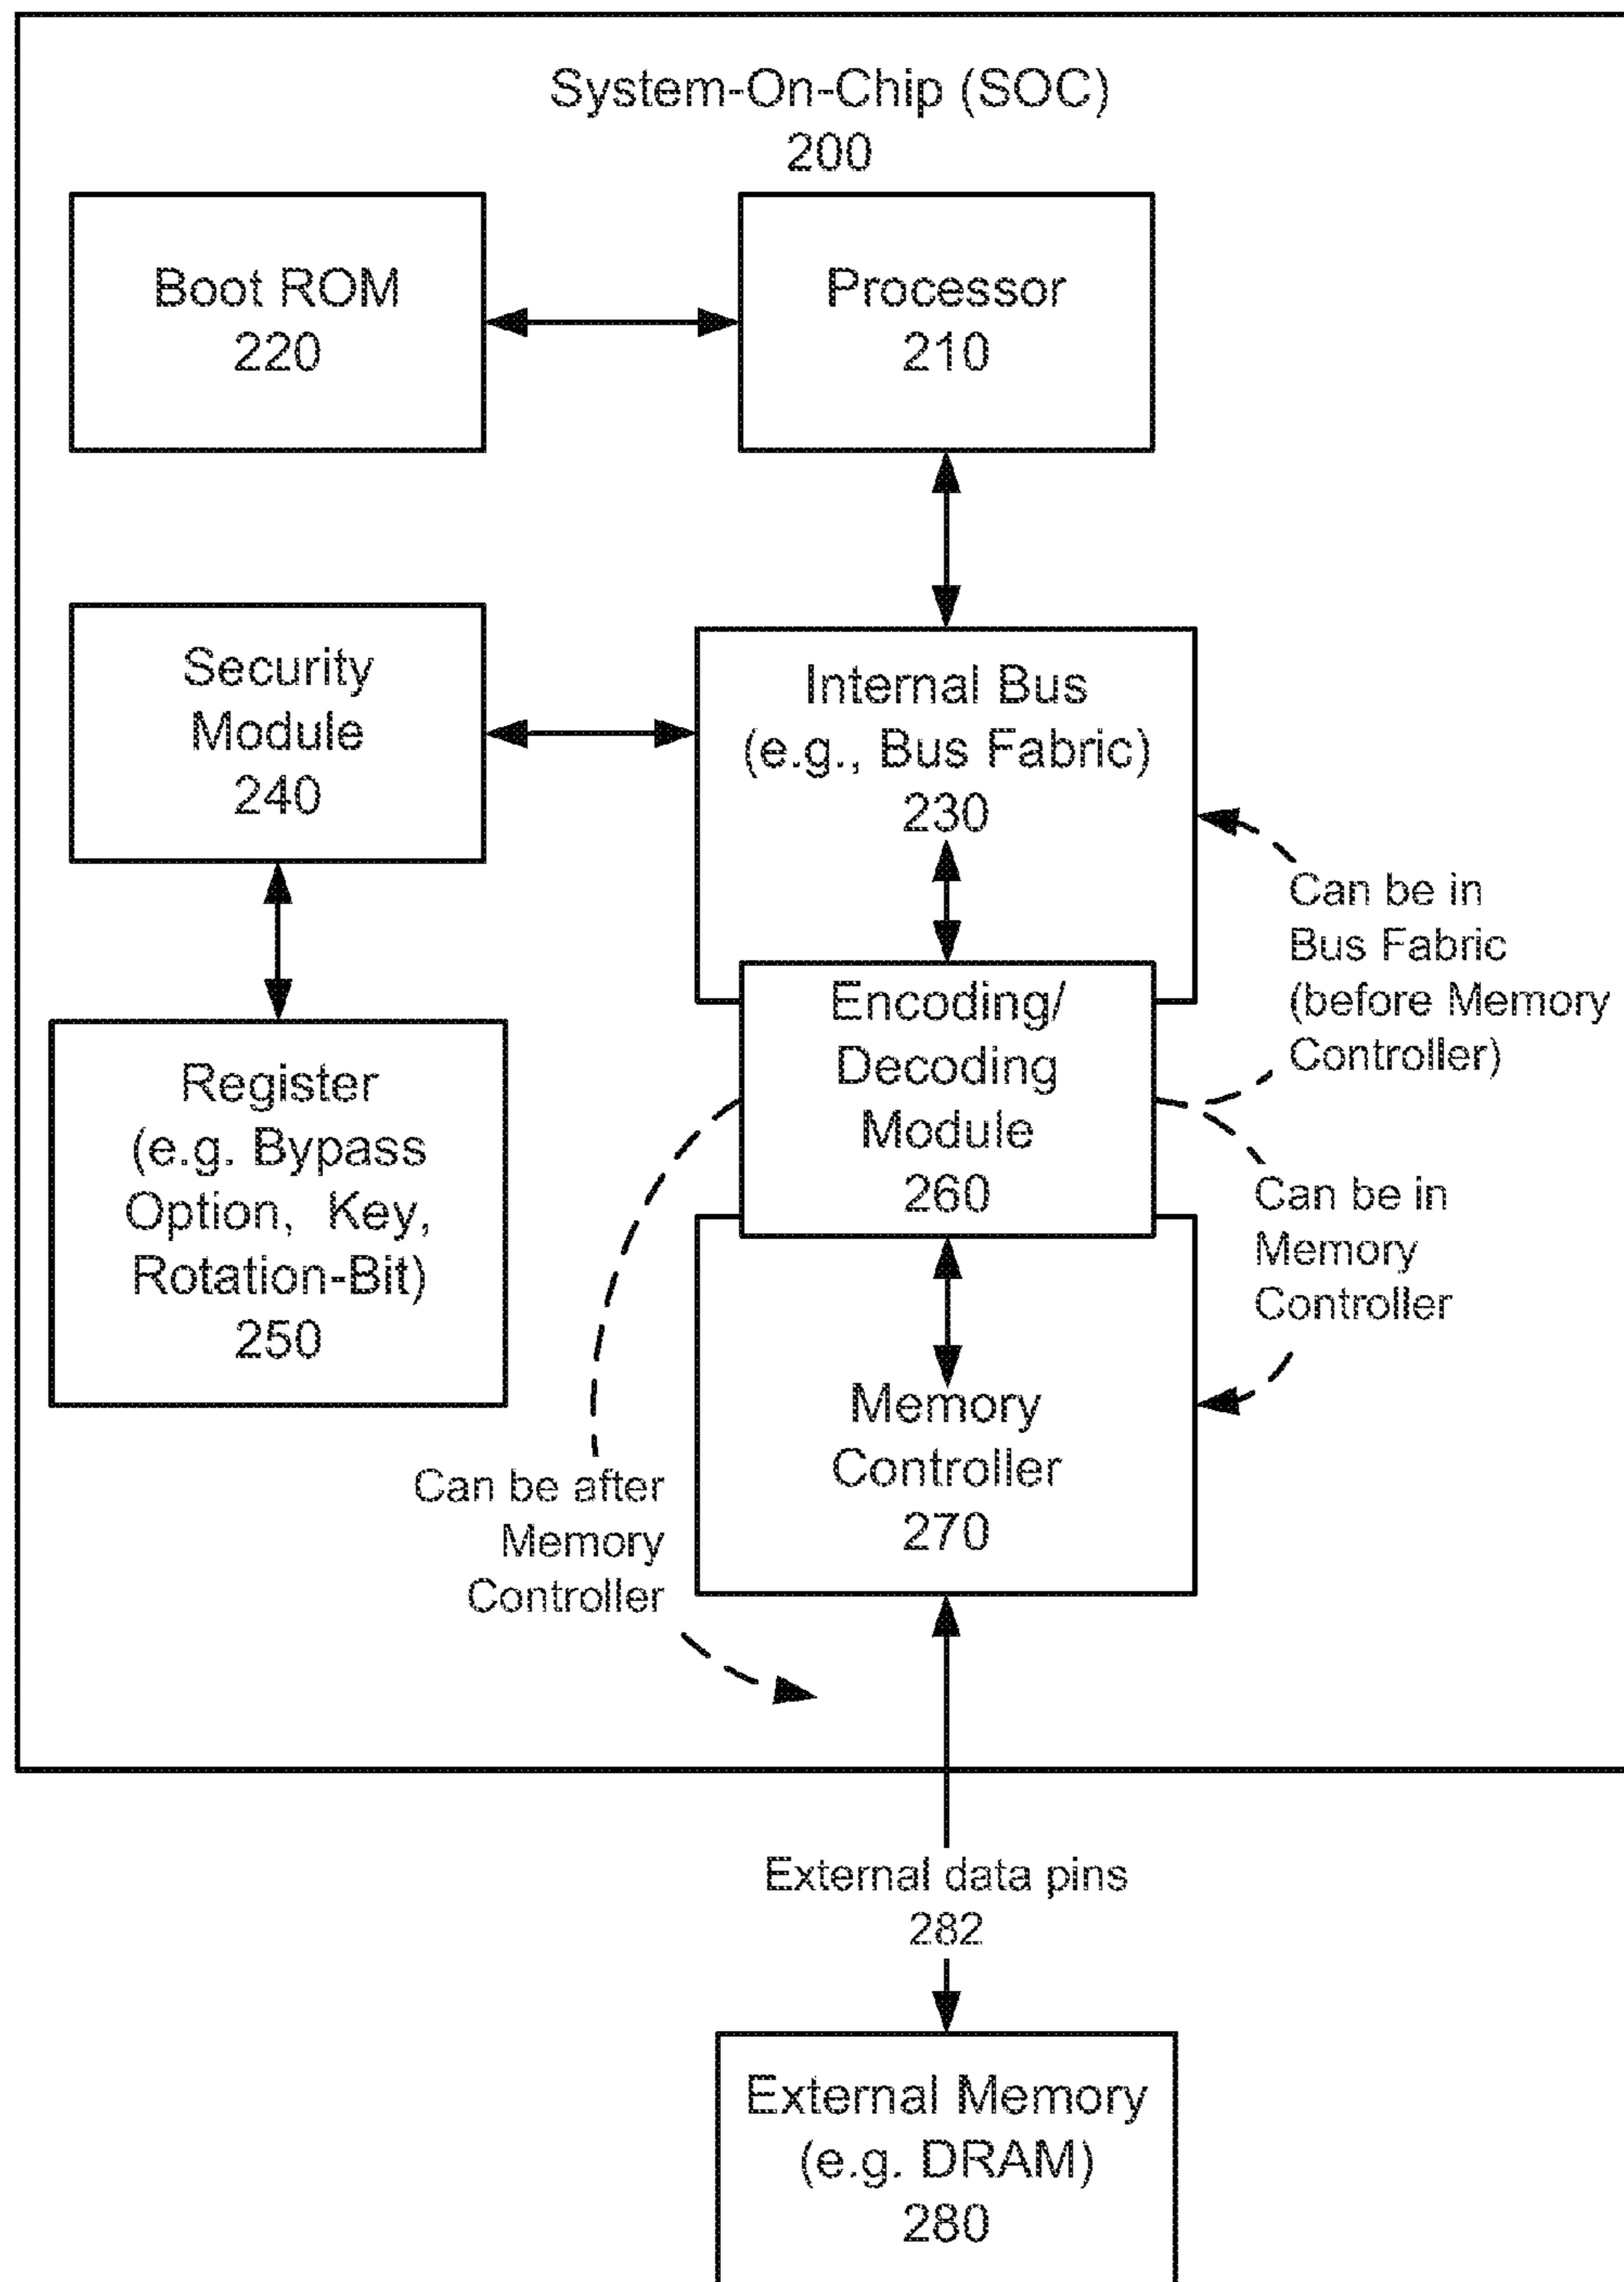 System-On-Chip (SOC)
200
Boot ROM
220
Processor
210
Security
Module
240
Internal Bus
(e.g., Bus Fabric)
230
Can be in
Bus Fabric
(before Memory
Controller)
Encoding/
Decoding
Module
260
Register
(e.g. Bypass
Option, Key,
Rotation-Bit)
250
Can be in
Memory
Controller
Memory
Controller
270
Can be after
Memory
Controller
External data pins
282
External Memory
(e.g. DRAM)
280